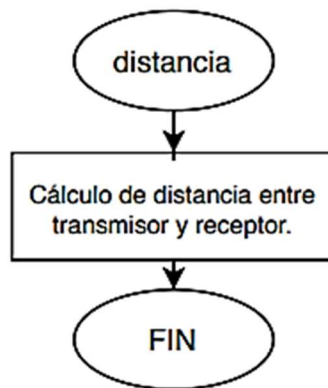 distancia
Cálculo de distancia entre
transmisor y receptor.
FIN